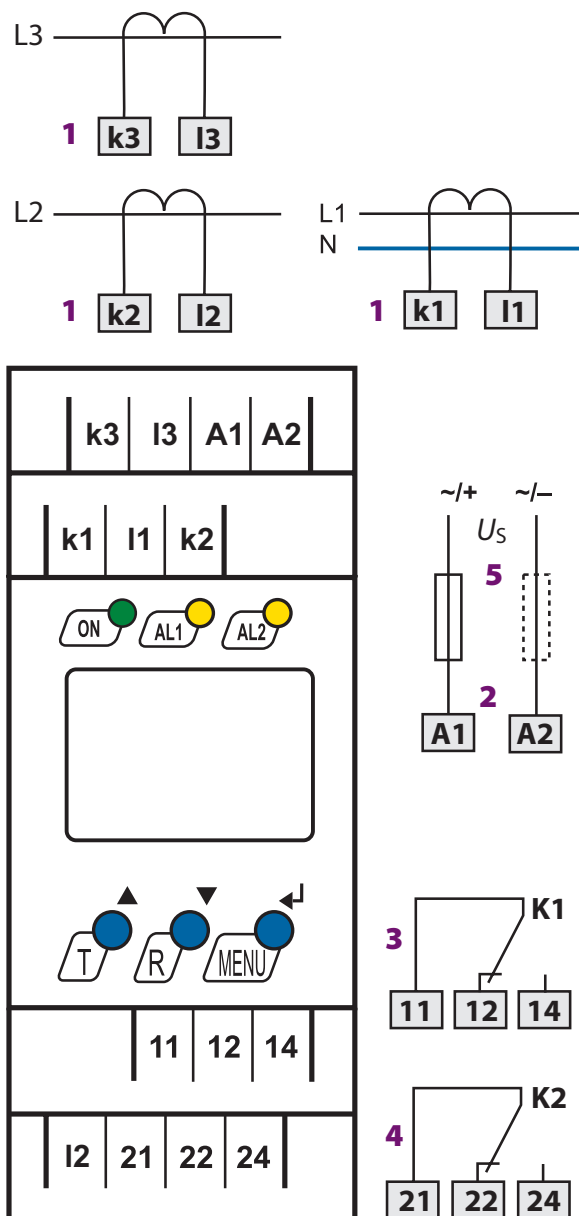 L3
1 k3 l3
L2
1 k2 l2
L1
N
1 k1 l1
k3 l3 A1 A2
k1 l1 k2
ON AL1 AL2
▲ ▼ ↵
T R MENU
11 12 14
l2 21 22 24
~/+ ~/–
US
5
2
A1 A2
K1
3
11 12 14
K2
4
21 22 24